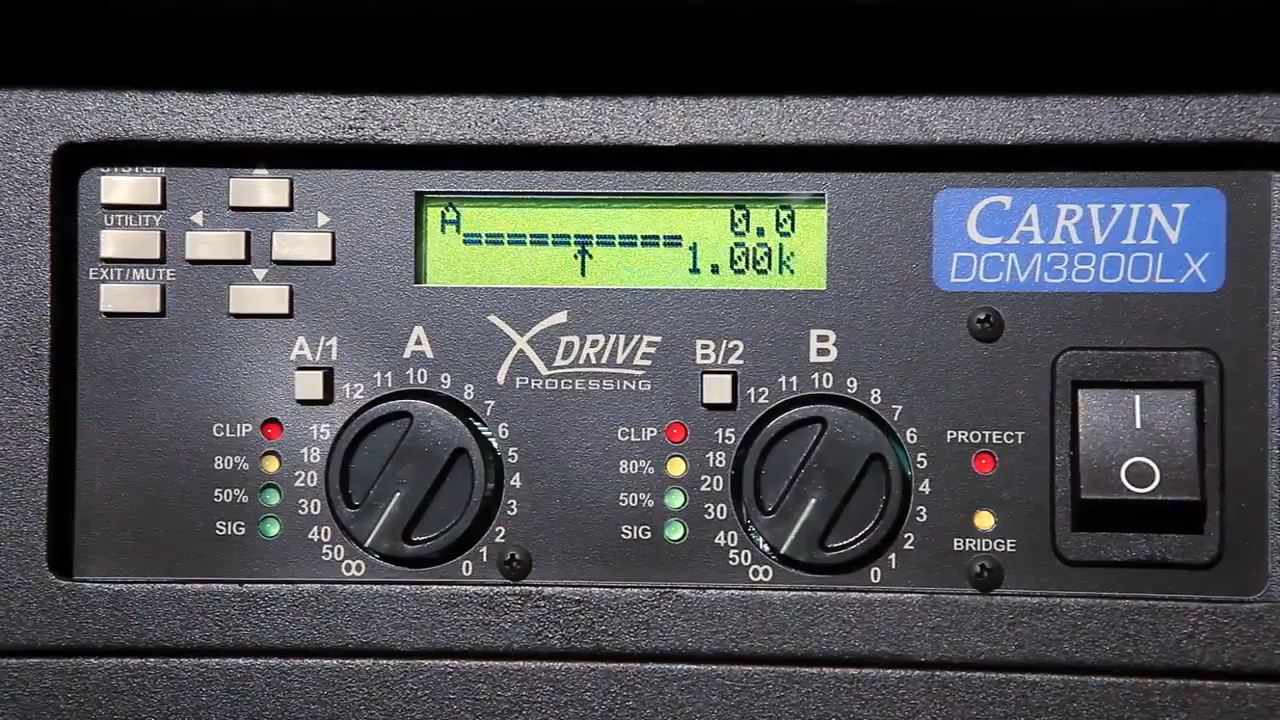 SYSTEM
UTILITY
EXIT/MUTE
A 0.0
1.00k
CARVIN
DCM3800LX
X DRIVE
PROCESSING
A/1
A
CLIP
80%
50%
SIG
∞ 50 40 30 20 18 15 12 11 10 9 8 7 6 5 4 3 2 1 0
B/2
B
CLIP
80%
50%
SIG
∞ 50 40 30 20 18 15 12 11 10 9 8 7 6 5 4 3 2 1 0
PROTECT
BRIDGE
I
O